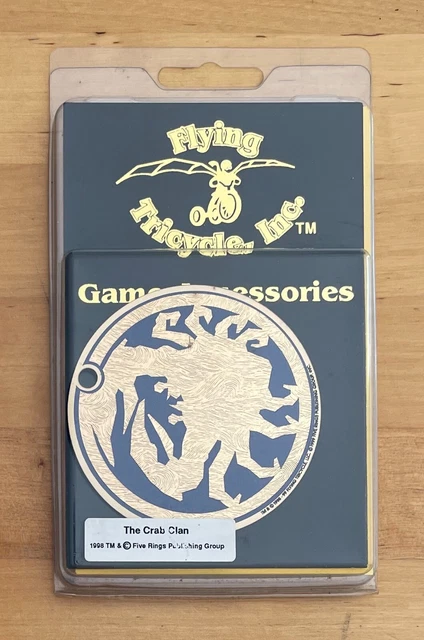 Flying
Tricycle, Inc.™
Game Accessories
The Crab Clan
1998 TM & © Five Rings Publishing Group